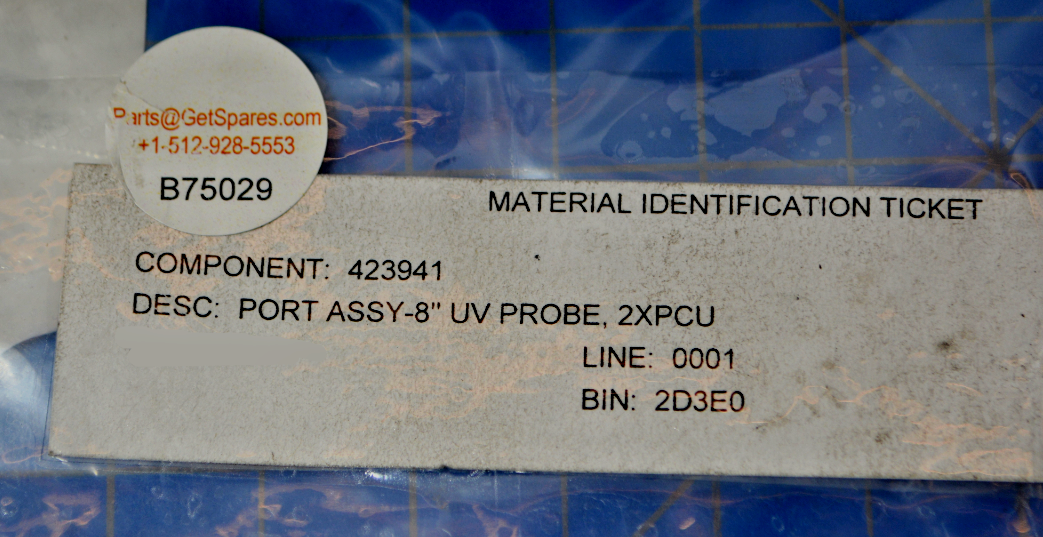 Parts@GetSpares.com
+1-512-928-5553
B75029
MATERIAL IDENTIFICATION TICKET
COMPONENT: 423941
DESC: PORT ASSY-8" UV PROBE, 2XPCU
LINE: 0001
BIN: 2D3E0